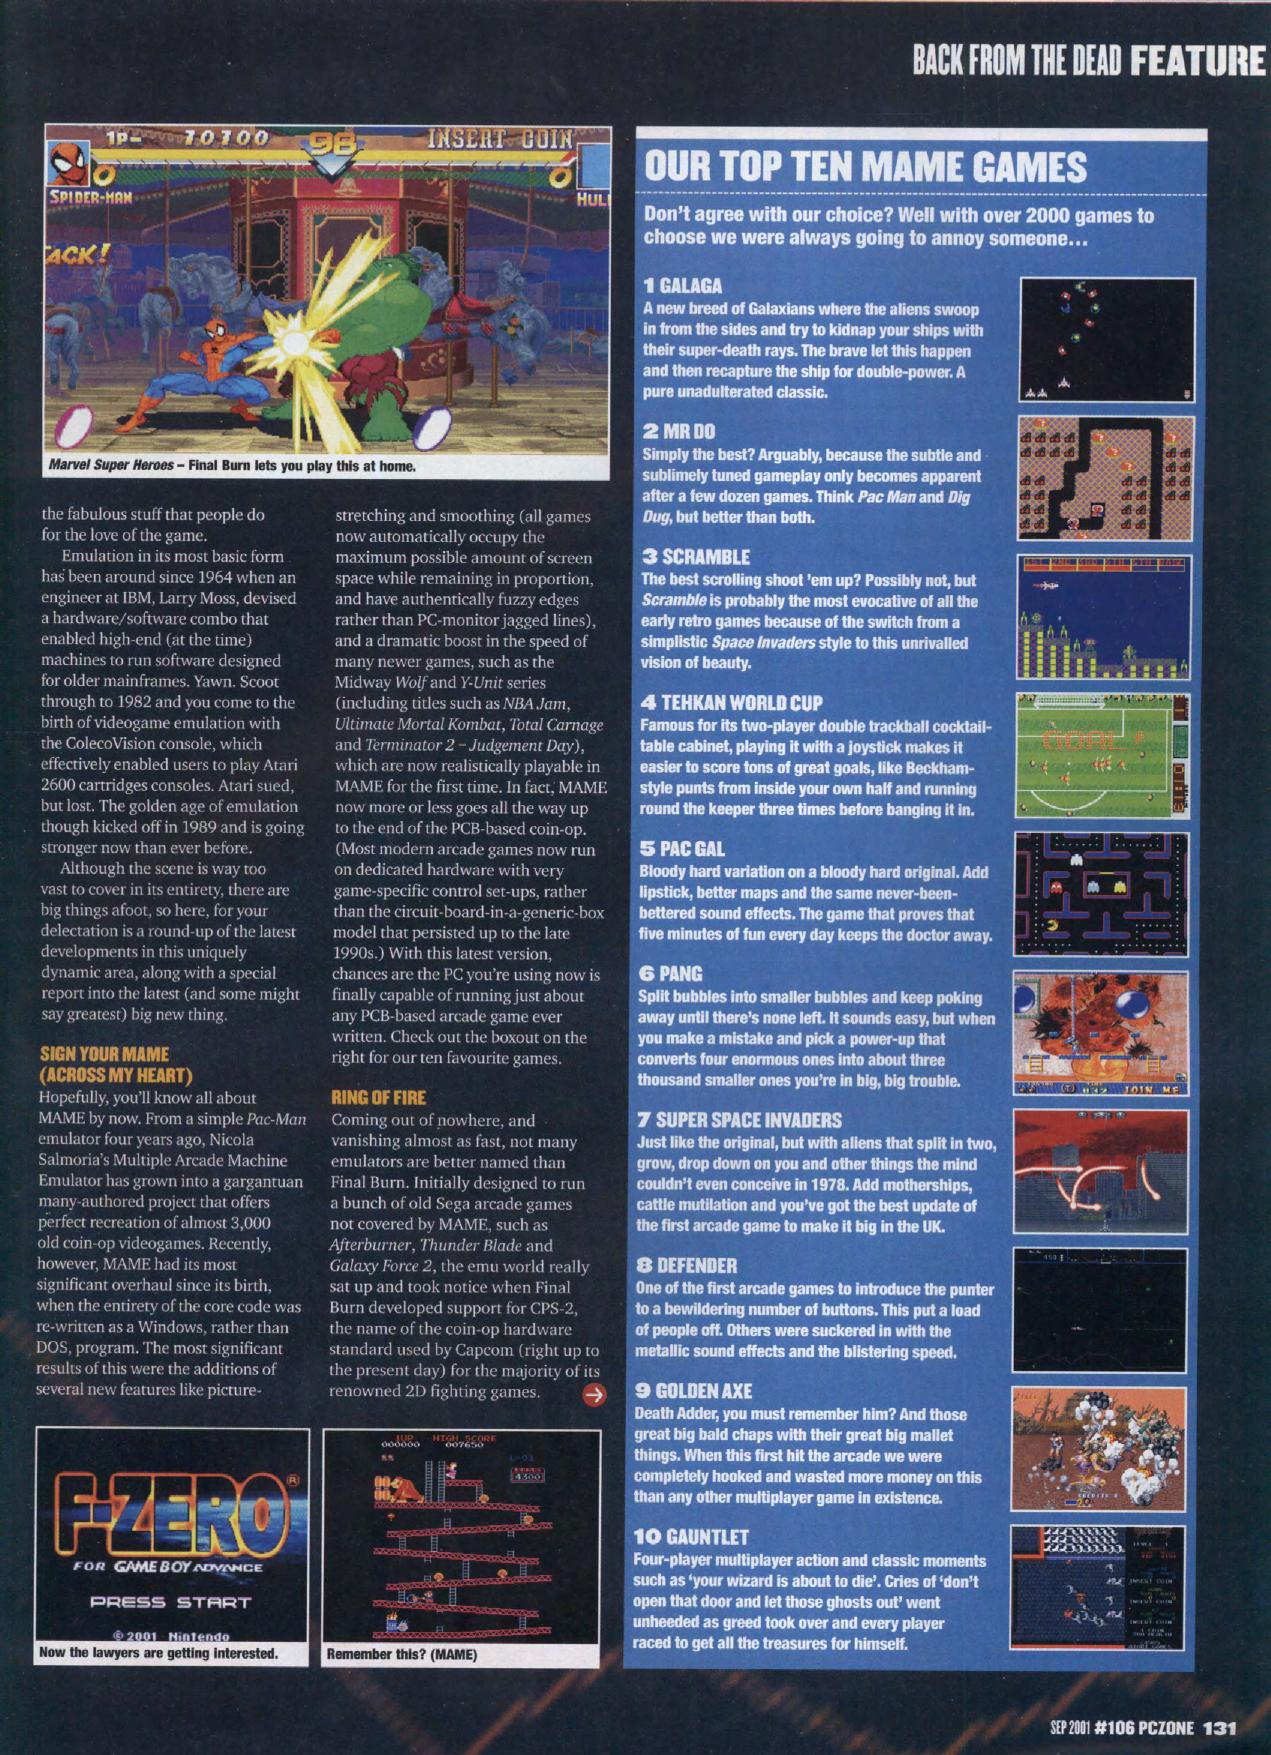 BACK FROM THE DEAD FEATURE
1P- 10100 98 INSERT COIN
SPIDER-MAN HUL
TACK!
Marvel Super Heroes – Final Burn lets you play this at home.
the fabulous stuff that people do
for the love of the game.
Emulation in its most basic form
has been around since 1964 when an
engineer at IBM, Larry Moss, devised
a hardware/software combo that
enabled high-end (at the time)
machines to run software designed
for older mainframes. Yawn. Scoot
through to 1982 and you come to the
birth of videogame emulation with
the ColecoVision console, which
effectively enabled users to play Atari
2600 cartridges consoles. Atari sued,
but lost. The golden age of emulation
though kicked off in 1989 and is going
stronger now than ever before.
Although the scene is way too
vast to cover in its entirety, there are
big things afoot, so here, for your
delectation is a round-up of the latest
developments in this uniquely
dynamic area, along with a special
report into the latest (and some might
say greatest) big new thing.
SIGN YOUR MAME
(ACROSS MY HEART)
Hopefully, you'll know all about
MAME by now. From a simple Pac-Man
emulator four years ago, Nicola
Salmoria's Multiple Arcade Machine
Emulator has grown into a gargantuan
many-authored project that offers
perfect recreation of almost 3,000
old coin-op videogames. Recently,
however, MAME had its most
significant overhaul since its birth,
when the entirety of the core code was
re-written as a Windows, rather than
DOS, program. The most significant
results of this were the additions of
several new features like picture-
stretching and smoothing (all games
now automatically occupy the
maximum possible amount of screen
space while remaining in proportion,
and have authentically fuzzy edges
rather than PC-monitor jagged lines),
and a dramatic boost in the speed of
many newer games, such as the
Midway Wolf and Y-Unit series
(including titles such as NBA Jam,
Ultimate Mortal Kombat, Total Carnage
and Terminator 2 – Judgement Day),
which are now realistically playable in
MAME for the first time. In fact, MAME
now more or less goes all the way up
to the end of the PCB-based coin-op.
(Most modern arcade games now run
on dedicated hardware with very
game-specific control set-ups, rather
than the circuit-board-in-a-generic-box
model that persisted up to the late
1990s.) With this latest version,
chances are the PC you're using now is
finally capable of running just about
any PCB-based arcade game ever
written. Check out the boxout on the
right for our ten favourite games.
RING OF FIRE
Coming out of nowhere, and
vanishing almost as fast, not many
emulators are better named than
Final Burn. Initially designed to run
a bunch of old Sega arcade games
not covered by MAME, such as
Afterburner, Thunder Blade and
Galaxy Force 2, the emu world really
sat up and took notice when Final
Burn developed support for CPS-2,
the name of the coin-op hardware
standard used by Capcom (right up to
the present day) for the majority of its
renowned 2D fighting games.
F-ZERO®
FOR GAME BOY ADVANCE
PRESS START
© 2001 Nintendo
Now the lawyers are getting interested.
1UP HIGH SCORE
000000 007650
L=01
4300
Remember this? (MAME)
OUR TOP TEN MAME GAMES
Don't agree with our choice? Well with over 2000 games to
choose we were always going to annoy someone...
1 GALAGA
A new breed of Galaxians where the aliens swoop
in from the sides and try to kidnap your ships with
their super-death rays. The brave let this happen
and then recapture the ship for double-power. A
pure unadulterated classic.
2 MR DO
Simply the best? Arguably, because the subtle and
sublimely tuned gameplay only becomes apparent
after a few dozen games. Think Pac Man and Dig
Dug, but better than both.
3 SCRAMBLE
The best scrolling shoot 'em up? Possibly not, but
Scramble is probably the most evocative of all the
early retro games because of the switch from a
simplistic Space Invaders style to this unrivalled
vision of beauty.
4 TEHKAN WORLD CUP
Famous for its two-player double trackball cocktail-
table cabinet, playing it with a joystick makes it
easier to score tons of great goals, like Beckham-
style punts from inside your own half and running
round the keeper three times before banging it in.
GOAL!
5 PAC GAL
Bloody hard variation on a bloody hard original. Add
lipstick, better maps and the same never-been-
bettered sound effects. The game that proves that
five minutes of fun every day keeps the doctor away.
6 PANG
Split bubbles into smaller bubbles and keep poking
away until there's none left. It sounds easy, but when
you make a mistake and pick a power-up that
converts four enormous ones into about three
thousand smaller ones you're in big, big trouble.
JOIN ME
7 SUPER SPACE INVADERS
Just like the original, but with aliens that split in two,
grow, drop down on you and other things the mind
couldn't even conceive in 1978. Add motherships,
cattle mutilation and you've got the best update of
the first arcade game to make it big in the UK.
8 DEFENDER
One of the first arcade games to introduce the punter
to a bewildering number of buttons. This put a load
of people off. Others were suckered in with the
metallic sound effects and the blistering speed.
9 GOLDEN AXE
Death Adder, you must remember him? And those
great big bald chaps with their great big mallet
things. When this first hit the arcade we were
completely hooked and wasted more money on this
than any other multiplayer game in existence.
10 GAUNTLET
Four-player multiplayer action and classic moments
such as 'your wizard is about to die'. Cries of 'don't
open that door and let those ghosts out' went
unheeded as greed took over and every player
raced to get all the treasures for himself.
INSERT COIN
INSERT COIN
INSERT COIN
SEP 2001 #106 PCZONE 131